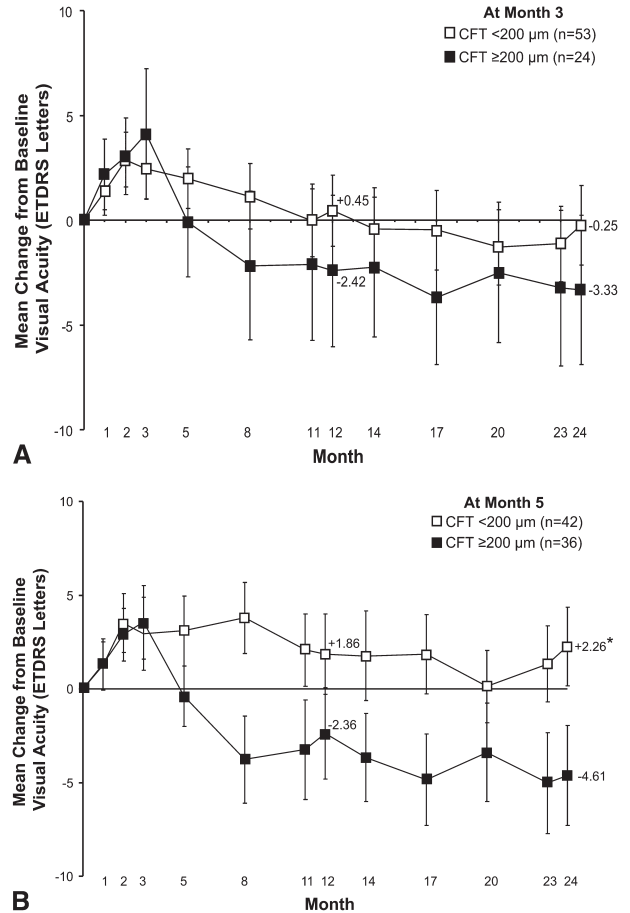 At Month 3
CFT <200 µm (n=53)
CFT ≥200 µm (n=24)
Mean Change from Baseline
Visual Acuity (ETDRS Letters)
10
5
0
-5
-10
+0.45
-2.42
-0.25
-3.33
1 2 3 5 8 11 12 14 17 20 23 24
Month
A
At Month 5
CFT <200 µm (n=42)
CFT ≥200 µm (n=36)
Mean Change from Baseline
Visual Acuity (ETDRS Letters)
10
5
0
-5
-10
+1.86
-2.36
+2.26*
-4.61
1 2 3 5 8 11 12 14 17 20 23 24
Month
B